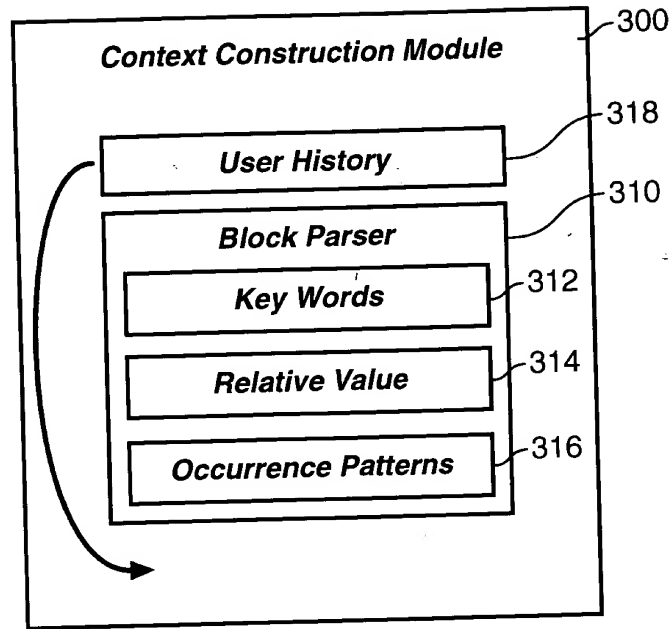 300
Context Construction Module
318
User History
310
Block Parser
Key Words
312
Relative Value
314
Occurrence Patterns
316